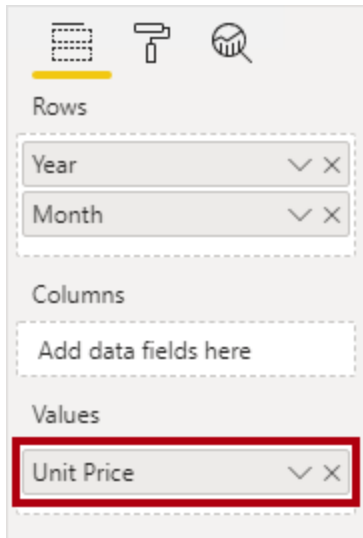 Rows
Year
Month
Columns
Add data fields here
Values
Unit Price